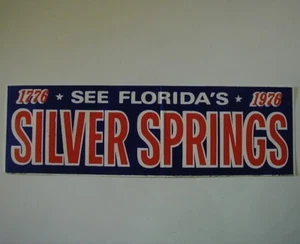 1776 ★ SEE FLORIDA'S ★ 1976
SILVER SPRINGS